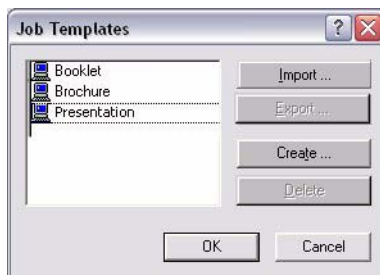 Job Templates
Booklet
Brochure
Presentation
Import ...
Export ...
Create ...
Delete
OK
Cancel